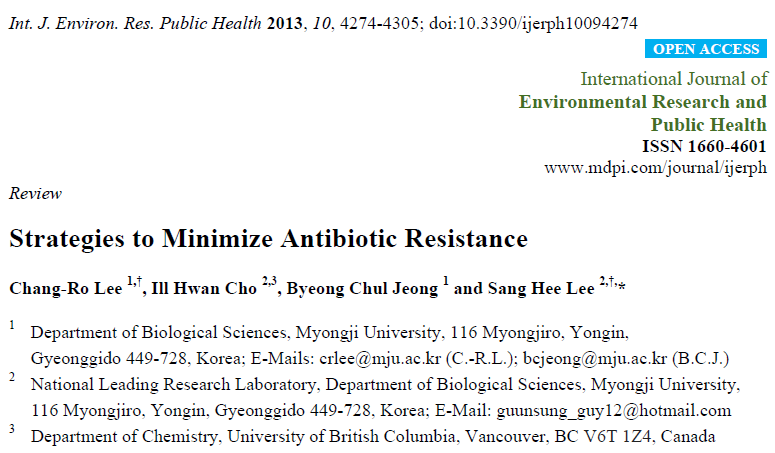 Int. J. Environ. Res. Public Health 2013, 10, 4274-4305; doi:10.3390/ijerph10094274
OPEN ACCESS
International Journal of
Environmental Research and
Public Health
ISSN 1660-4601
www.mdpi.com/journal/ijerph
Review
Strategies to Minimize Antibiotic Resistance
Chang-Ro Lee 1,†, Ill Hwan Cho 2,3, Byeong Chul Jeong 1 and Sang Hee Lee 2,†,*
1 Department of Biological Sciences, Myongji University, 116 Myongjiro, Yongin,
Gyeonggido 449-728, Korea; E-Mails: crlee@mju.ac.kr (C.-R.L.); bcjeong@mju.ac.kr (B.C.J.)
2 National Leading Research Laboratory, Department of Biological Sciences, Myongji University,
116 Myongjiro, Yongin, Gyeonggido 449-728, Korea; E-Mail: guunsung_guy12@hotmail.com
3 Department of Chemistry, University of British Columbia, Vancouver, BC V6T 1Z4, Canada